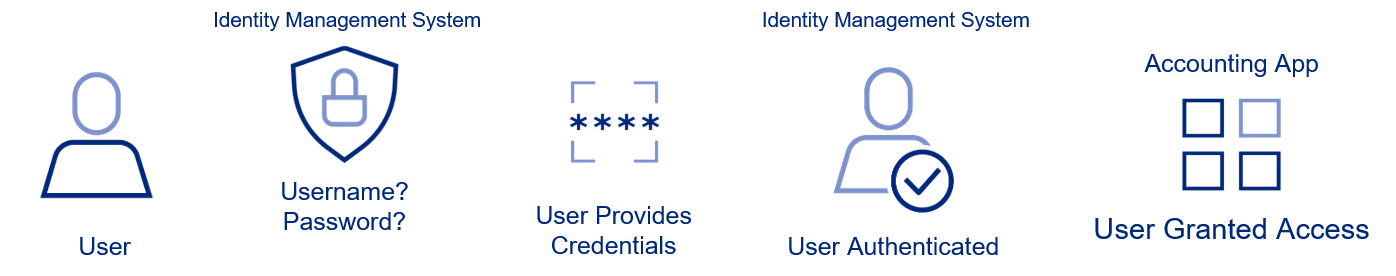 Identity Management System
Identity Management System
Accounting App
****
Username?
Password?
User Provides
Credentials
User
User Authenticated
User Granted Access